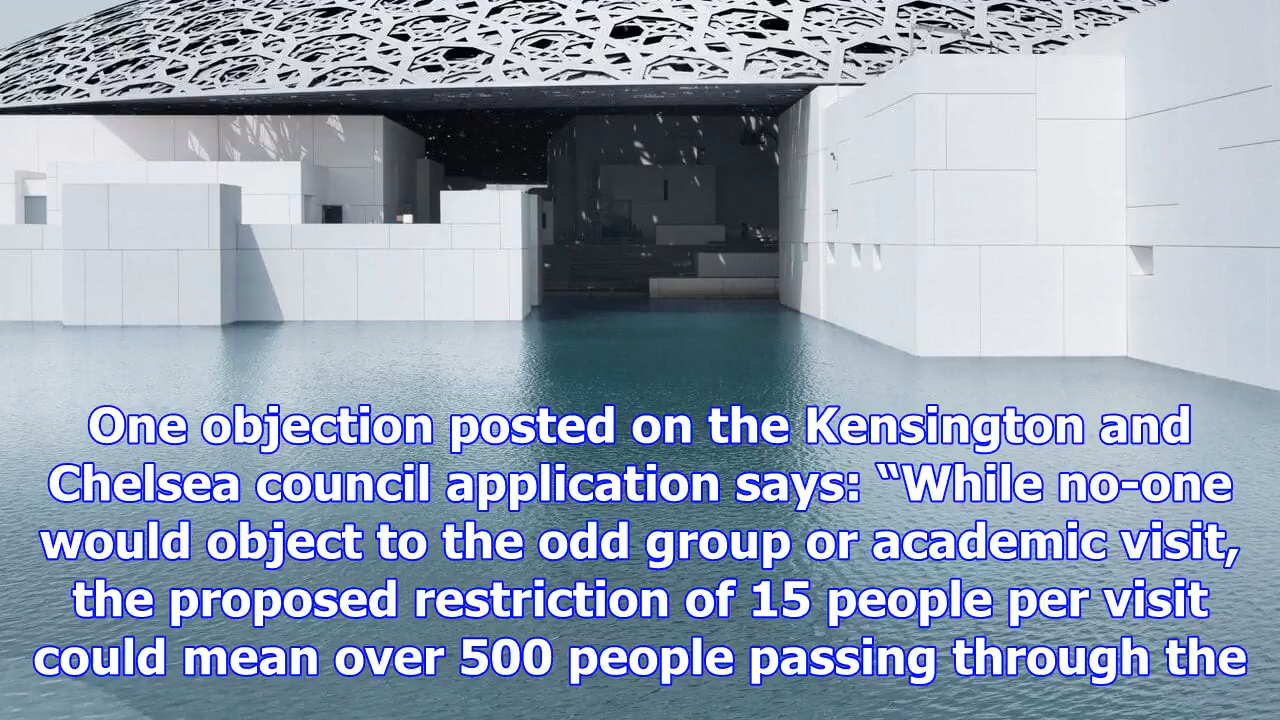 One objection posted on the Kensington and
Chelsea council application says: “While no-one
would object to the odd group or academic visit,
the proposed restriction of 15 people per visit
could mean over 500 people passing through the